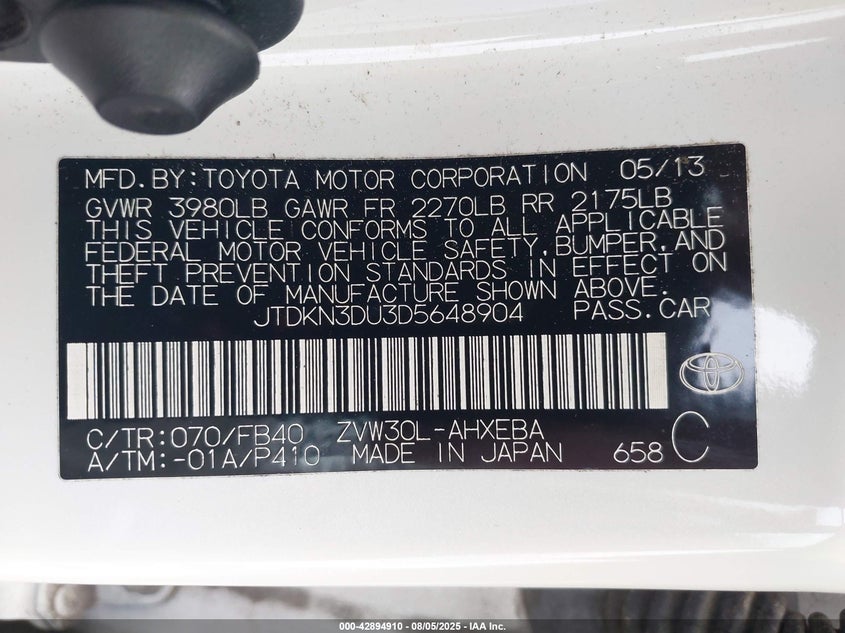 MFD.BY:TOYOTA MOTOR CORPORATION 05/13
GVWR 3980LB GAWR FR 2270LB RR 2175LB
THIS VEHICLE CONFORMS TO ALL APPLICABLE
FEDERAL MOTOR VEHICLE SAFETY,BUMPER,AND
THEFT PREVENTION STANDARDS IN EFFECT ON
THE DATE OF MANUFACTURE SHOWN ABOVE.
JTDKN3DU3D5648904 PASS.CAR
C/TR:070/FB40 ZVW30L-AHXEBA
A/TM:-01A/P410 MADE IN JAPAN 658 C
000-42894910 - 08/05/2025 - IAA Inc.